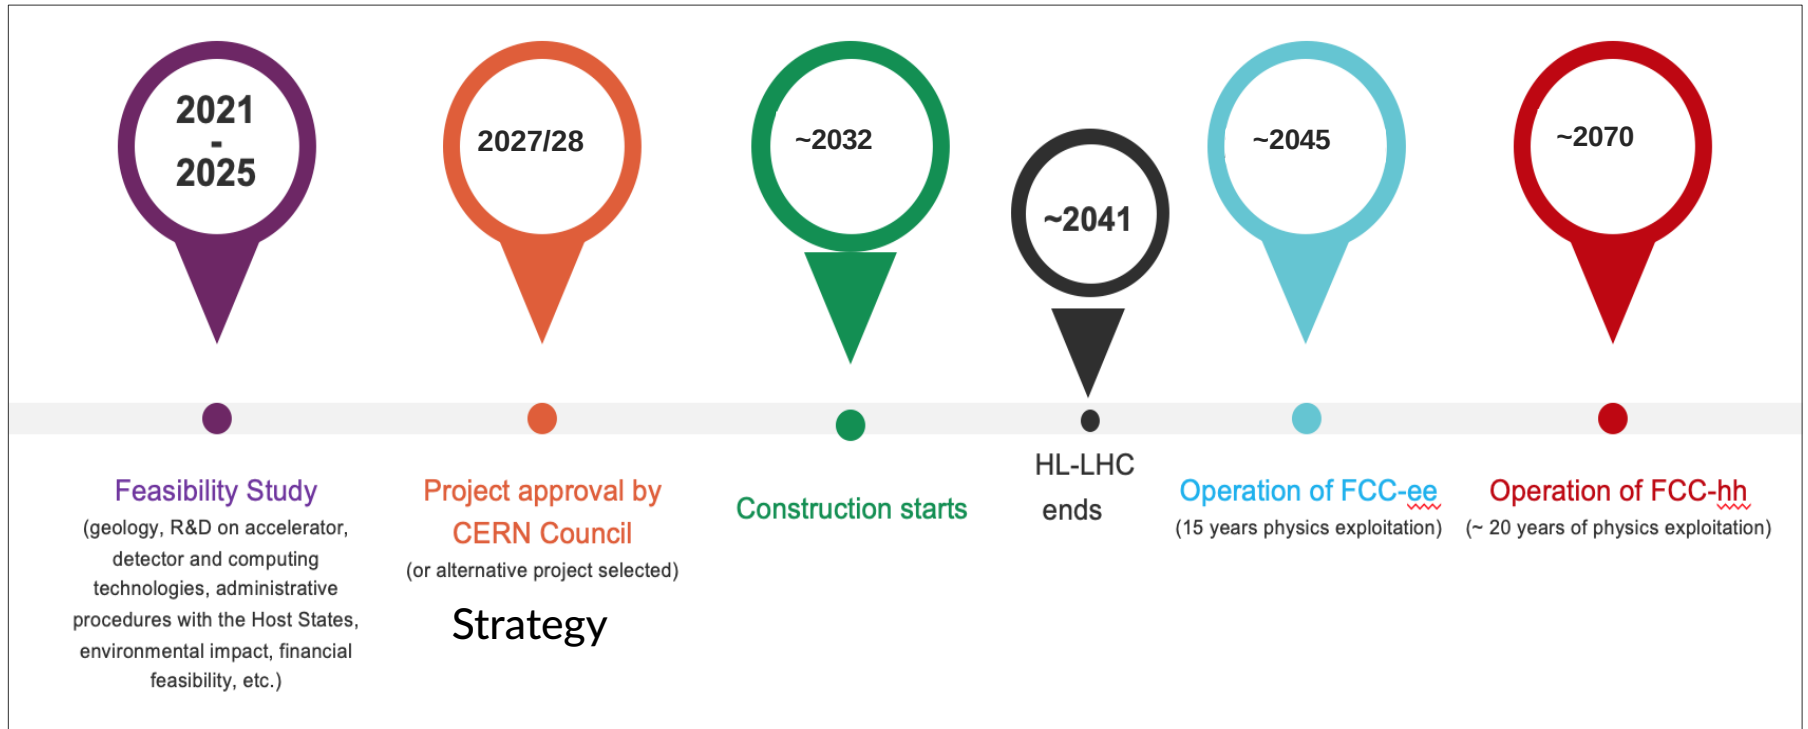 2021
-
2025
2027/28
~2032
~2041
~2045
~2070
Feasibility Study
(geology, R&D on accelerator,
detector and computing
technologies, administrative
procedures with the Host States,
environmental impact, financial
feasibility, etc.)
Project approval by
CERN Council
(or alternative project selected)
Strategy
Construction starts
HL-LHC
ends
Operation of FCC-ee
(15 years physics exploitation)
Operation of FCC-hh
(~ 20 years of physics exploitation)